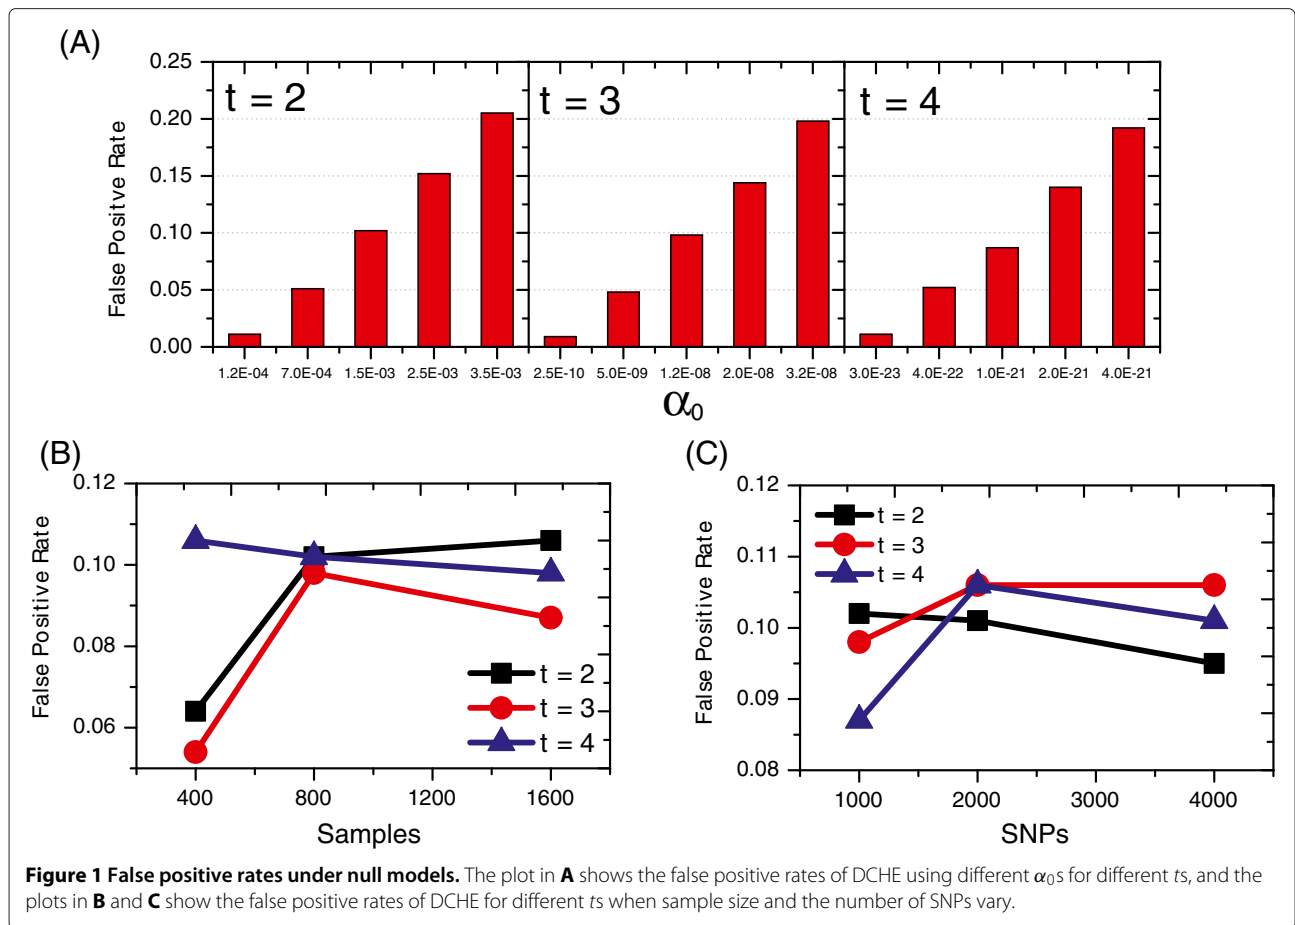 (A)
0.25
0.20
0.15
0.10
0.05
0.00
False Positive Rate
t = 2
t = 3
t = 4
1.2E-04 7.0E-04 1.5E-03 2.5E-03 3.5E-03 2.5E-10 5.0E-09 1.2E-08 2.0E-08 3.2E-08 3.0E-23 4.0E-22 1.0E-21 2.0E-21 4.0E-21
α0
(B)
0.12
0.10
0.08
0.06
False Positive Rate
t = 2
t = 3
t = 4
400 800 1200 1600
Samples
(C)
0.12
0.11
0.10
0.09
0.08
False Positive Rate
t = 2
t = 3
t = 4
1000 2000 3000 4000
SNPs
Figure 1 False positive rates under null models. The plot in A shows the false positive rates of DCHE using different α0s for different ts, and the
plots in B and C show the false positive rates of DCHE for different ts when sample size and the number of SNPs vary.